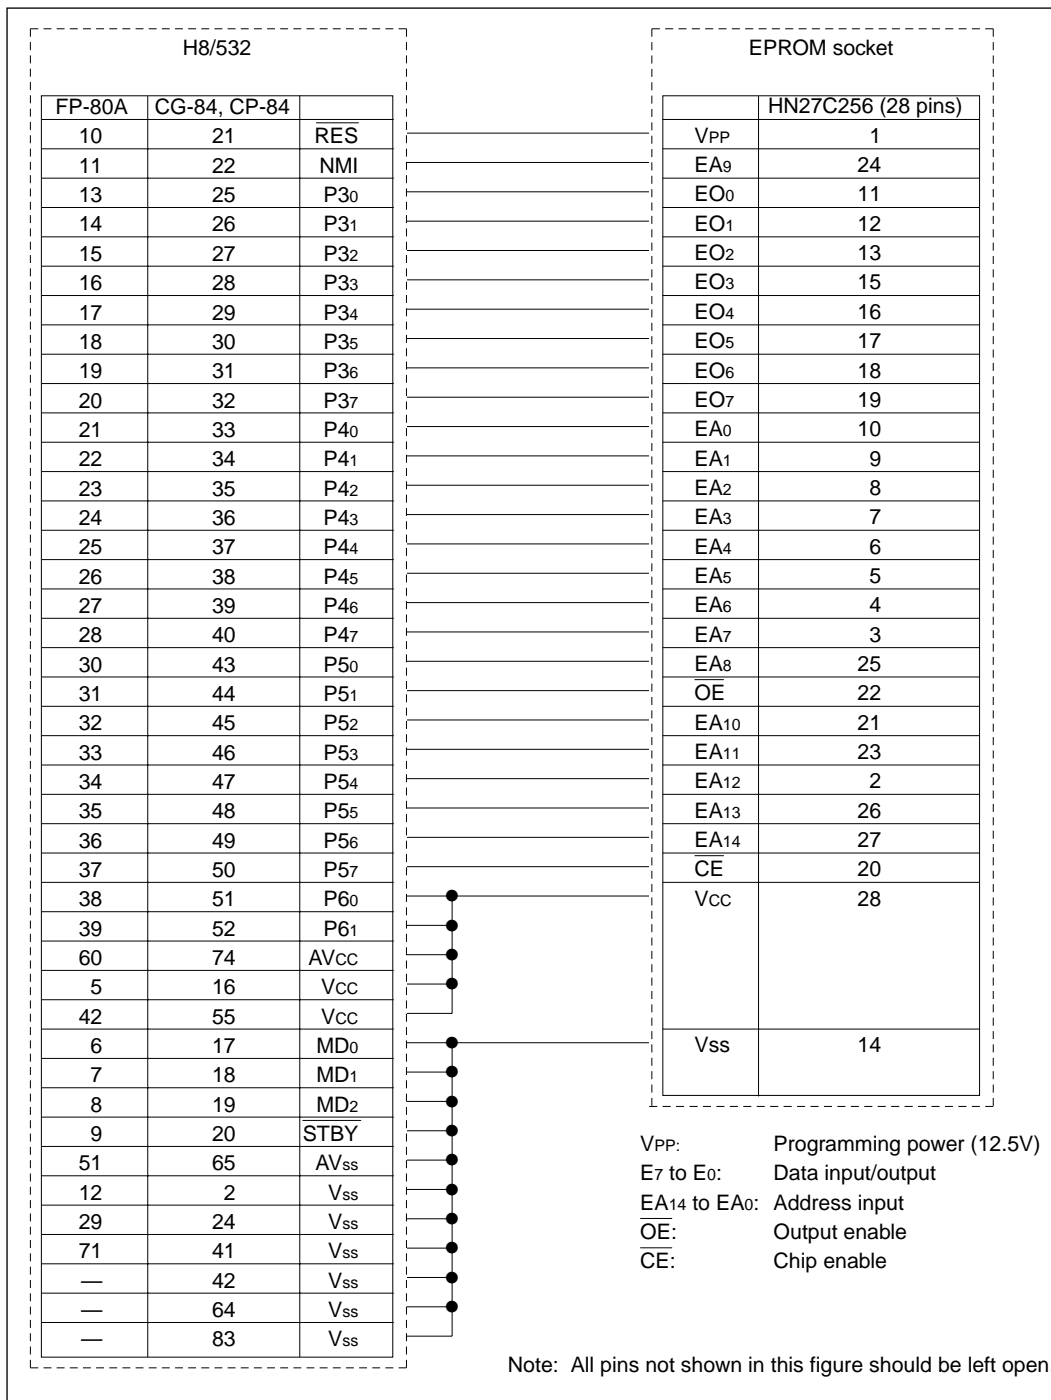 H8/532
EPROM socket
FP-80A CG-84, CP-84
HN27C256 (28 pins)
10 21 RES VPP 1
11 22 NMI EA9 24
13 25 P30 EO0 11
14 26 P31 EO1 12
15 27 P32 EO2 13
16 28 P33 EO3 15
17 29 P34 EO4 16
18 30 P35 EO5 17
19 31 P36 EO6 18
20 32 P37 EO7 19
21 33 P40 EA0 10
22 34 P41 EA1 9
23 35 P42 EA2 8
24 36 P43 EA3 7
25 37 P44 EA4 6
26 38 P45 EA5 5
27 39 P46 EA6 4
28 40 P47 EA7 3
30 43 P50 EA8 25
31 44 P51 OE 22
32 45 P52 EA10 21
33 46 P53 EA11 23
34 47 P54 EA12 2
35 48 P55 EA13 26
36 49 P56 EA14 27
37 50 P57 CE 20
38 51 P60 VCC 28
39 52 P61
60 74 AVCC
5 16 VCC
42 55 VCC
6 17 MD0 Vss 14
7 18 MD1
8 19 MD2
9 20 STBY
51 65 AVss
12 2 Vss
29 24 Vss
71 41 Vss
— 42 Vss
— 64 Vss
— 83 Vss
VPP: Programming power (12.5V)
E7 to E0: Data input/output
EA14 to EA0: Address input
OE: Output enable
CE: Chip enable
Note: All pins not shown in this figure should be left open